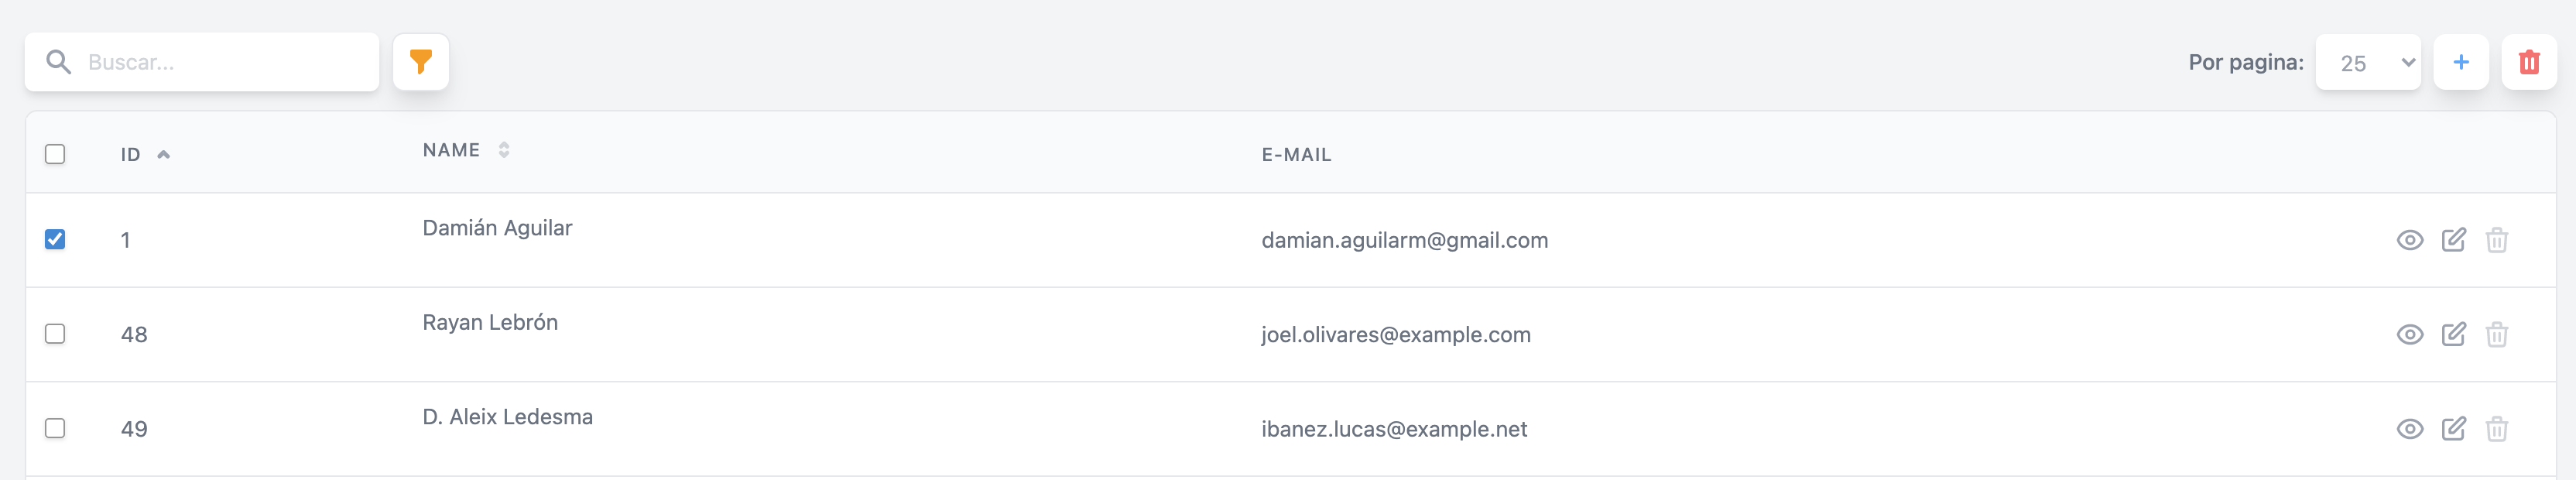 Buscar...
Por pagina: 25
ID NAME E-MAIL
1 Damián Aguilar damian.aguilarm@gmail.com
48 Rayan Lebrón joel.olivares@example.com
49 D. Aleix Ledesma ibanez.lucas@example.net